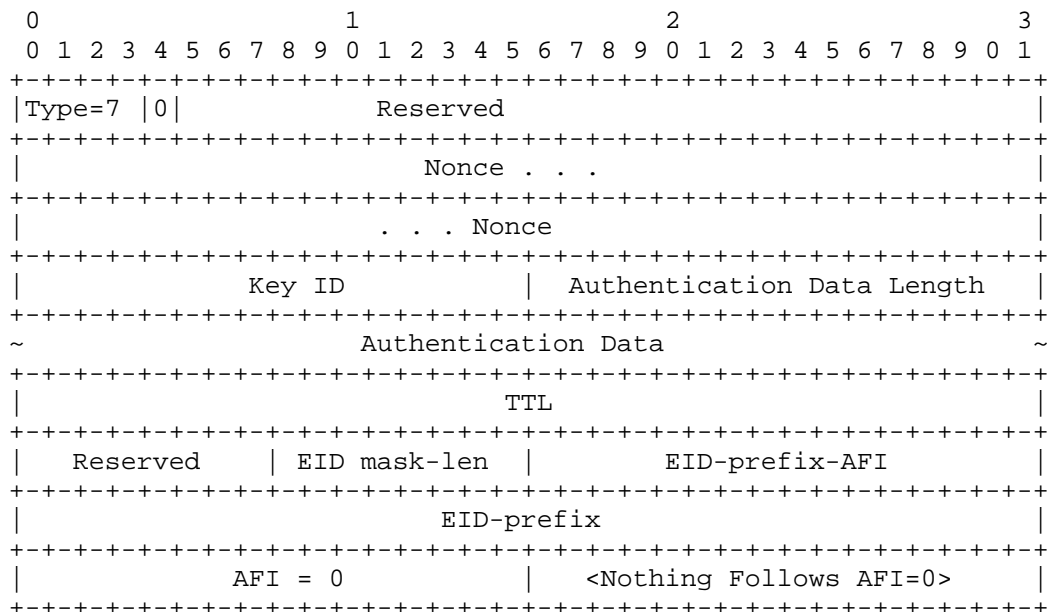 0                   1                   2                   3
 0 1 2 3 4 5 6 7 8 9 0 1 2 3 4 5 6 7 8 9 0 1 2 3 4 5 6 7 8 9 0 1
+-+-+-+-+-+-+-+-+-+-+-+-+-+-+-+-+-+-+-+-+-+-+-+-+-+-+-+-+-+-+-+-+
|Type=7 |0|            Reserved                                 |
+-+-+-+-+-+-+-+-+-+-+-+-+-+-+-+-+-+-+-+-+-+-+-+-+-+-+-+-+-+-+-+-+
|                         Nonce . . .                           |
+-+-+-+-+-+-+-+-+-+-+-+-+-+-+-+-+-+-+-+-+-+-+-+-+-+-+-+-+-+-+-+-+
|                      . . . Nonce                              |
+-+-+-+-+-+-+-+-+-+-+-+-+-+-+-+-+-+-+-+-+-+-+-+-+-+-+-+-+-+-+-+-+
|              Key ID           |  Authentication Data Length   |
+-+-+-+-+-+-+-+-+-+-+-+-+-+-+-+-+-+-+-+-+-+-+-+-+-+-+-+-+-+-+-+-+
~                     Authentication Data                       ~
+-+-+-+-+-+-+-+-+-+-+-+-+-+-+-+-+-+-+-+-+-+-+-+-+-+-+-+-+-+-+-+-+
|                              TTL                              |
+-+-+-+-+-+-+-+-+-+-+-+-+-+-+-+-+-+-+-+-+-+-+-+-+-+-+-+-+-+-+-+-+
|   Reserved    | EID mask-len  |        EID-prefix-AFI         |
+-+-+-+-+-+-+-+-+-+-+-+-+-+-+-+-+-+-+-+-+-+-+-+-+-+-+-+-+-+-+-+-+
|                          EID-prefix                           |
+-+-+-+-+-+-+-+-+-+-+-+-+-+-+-+-+-+-+-+-+-+-+-+-+-+-+-+-+-+-+-+-+
|             AFI = 0           |   <Nothing Follows AFI=0>     |
+-+-+-+-+-+-+-+-+-+-+-+-+-+-+-+-+-+-+-+-+-+-+-+-+-+-+-+-+-+-+-+-+